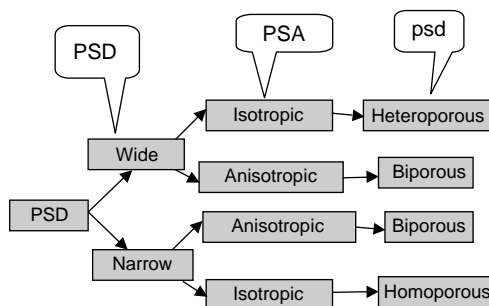 PSD
PSA
psd
Isotropic
Heteroporous
Wide
Anisotropic
Biporous
PSD
Anisotropic
Biporous
Narrow
Isotropic
Homoporous